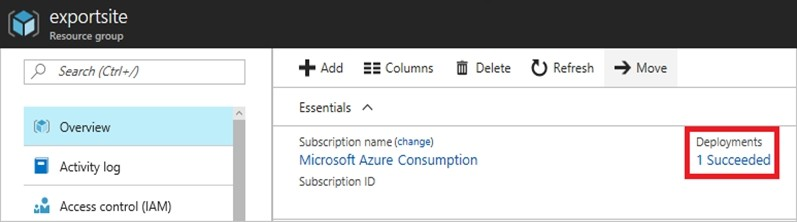 exportsite
Resource group
Search (Ctrl+/)
Overview
Activity log
Access control (IAM)
Add Columns Delete Refresh Move
Essentials
Subscription name (change)
Microsoft Azure Consumption
Subscription ID
Deployments
1 Succeeded